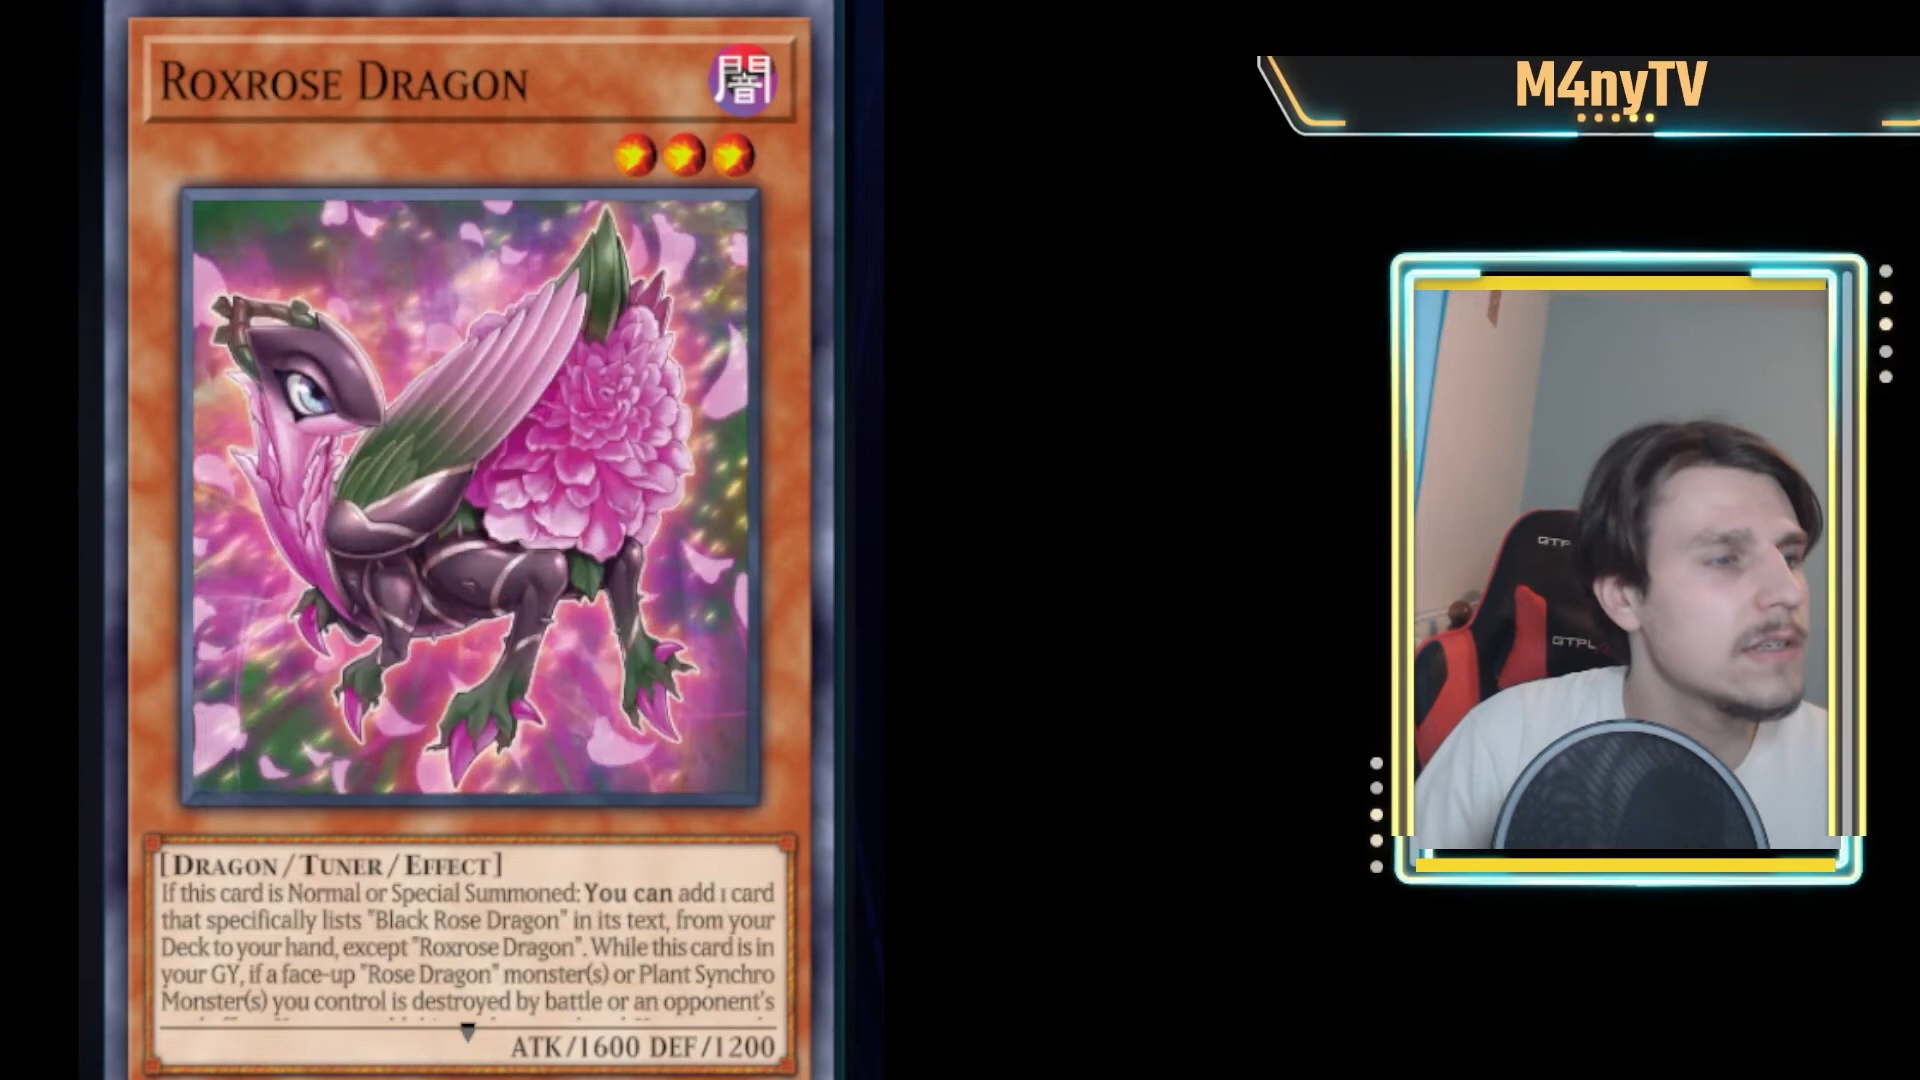 ROXROSE DRAGON
闇
M4nyTV
[DRAGON/TUNER/EFFECT]
If this card is Normal or Special Summoned: You can add 1 card
that specifically lists "Black Rose Dragon" in its text, from your
Deck to your hand, except "Roxrose Dragon". While this card is in
your GY, if a face-up "Rose Dragon" monster(s) or Plant Synchro
Monster(s) you control is destroyed by battle or an opponent's
ATK/1600 DEF/1200
GTPL